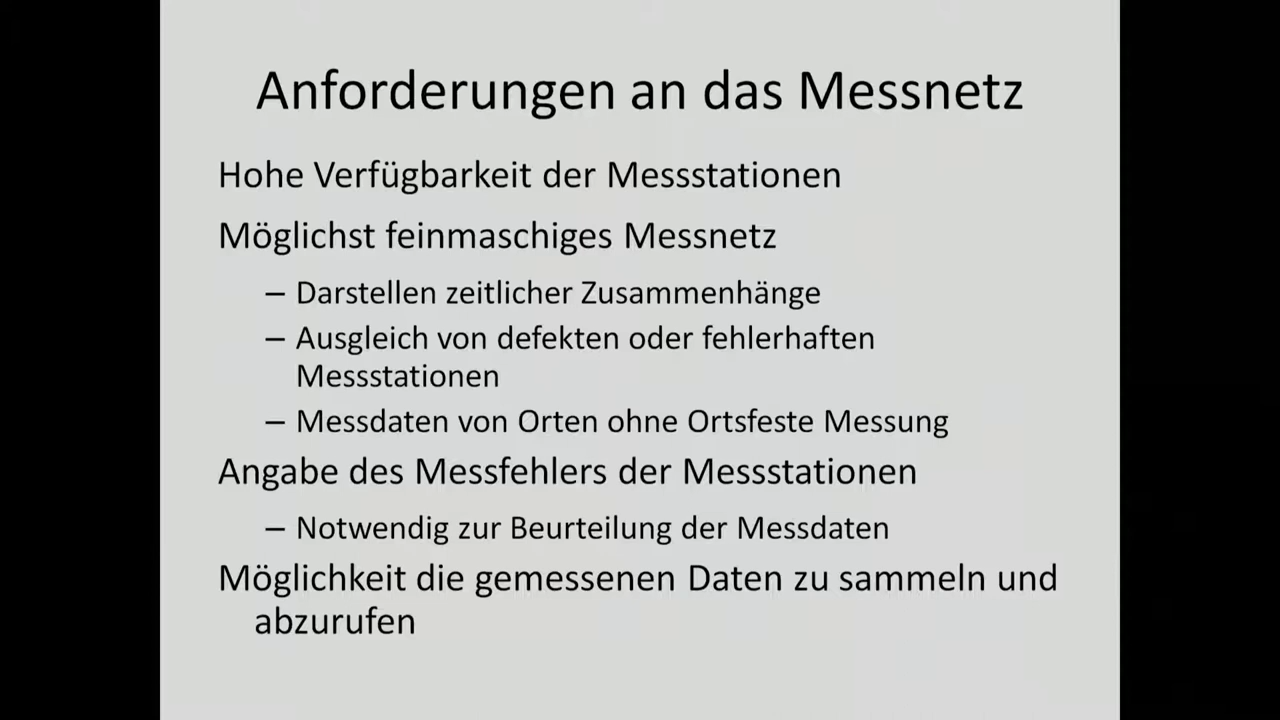 Anforderungen an das Messnetz
Hohe Verfügbarkeit der Messstationen
Möglichst feinmaschiges Messnetz
– Darstellen zeitlicher Zusammenhänge
– Ausgleich von defekten oder fehlerhaften
Messstationen
– Messdaten von Orten ohne Ortsfeste Messung
Angabe des Messfehlers der Messstationen
– Notwendig zur Beurteilung der Messdaten
Möglichkeit die gemessenen Daten zu sammeln und
abzurufen